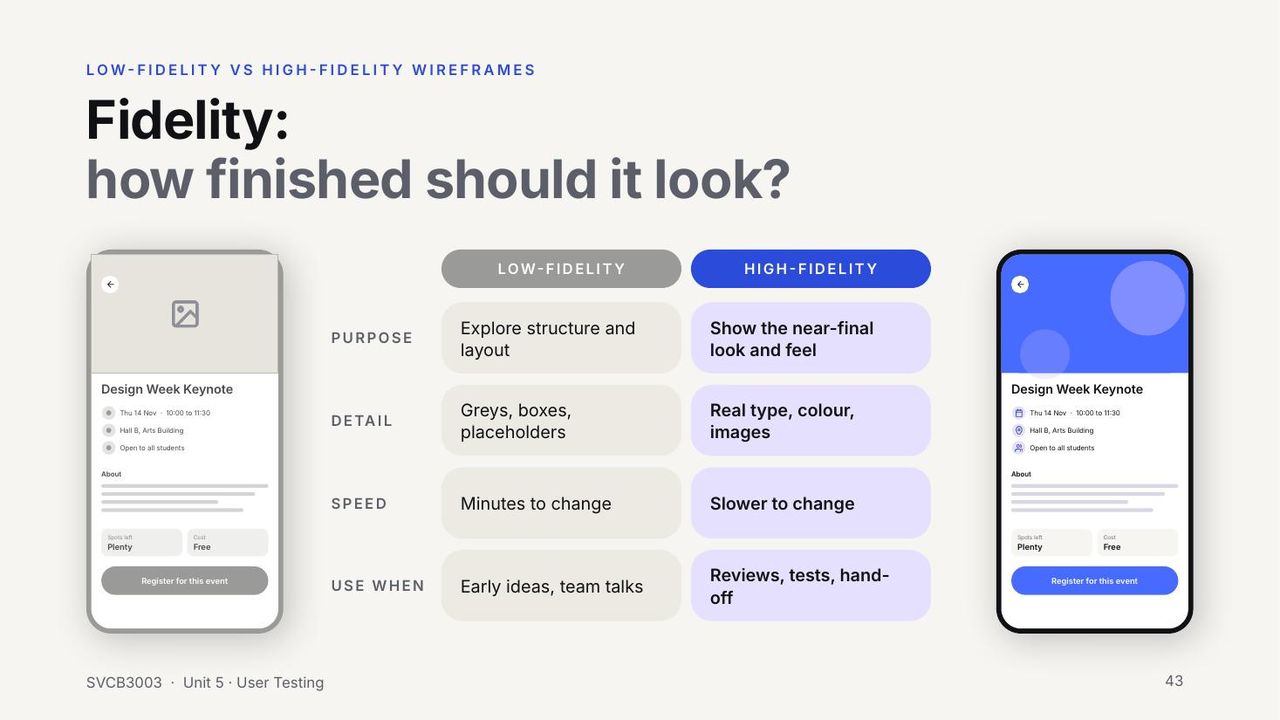 LOW-FIDELITY VS HIGH-FIDELITY WIREFRAMES
Fidelity:
how finished should it look?
Design Week Keynote
Thu 14 Nov · 10:00 to 11:30
Hall B, Arts Building
Open to all students
About
Spots left
Plenty
Cost
Free
Register for this event
LOW-FIDELITY
HIGH-FIDELITY
PURPOSE
Explore structure and
layout
Show the near-final
look and feel
DETAIL
Greys, boxes,
placeholders
Real type, colour,
images
SPEED
Minutes to change
Slower to change
USE WHEN
Early ideas, team talks
Reviews, tests, hand-
off
Design Week Keynote
Thu 14 Nov · 10:00 to 11:30
Hall B, Arts Building
Open to all students
About
Spots left
Plenty
Cost
Free
Register for this event
SVCB3003 · Unit 5 · User Testing
43